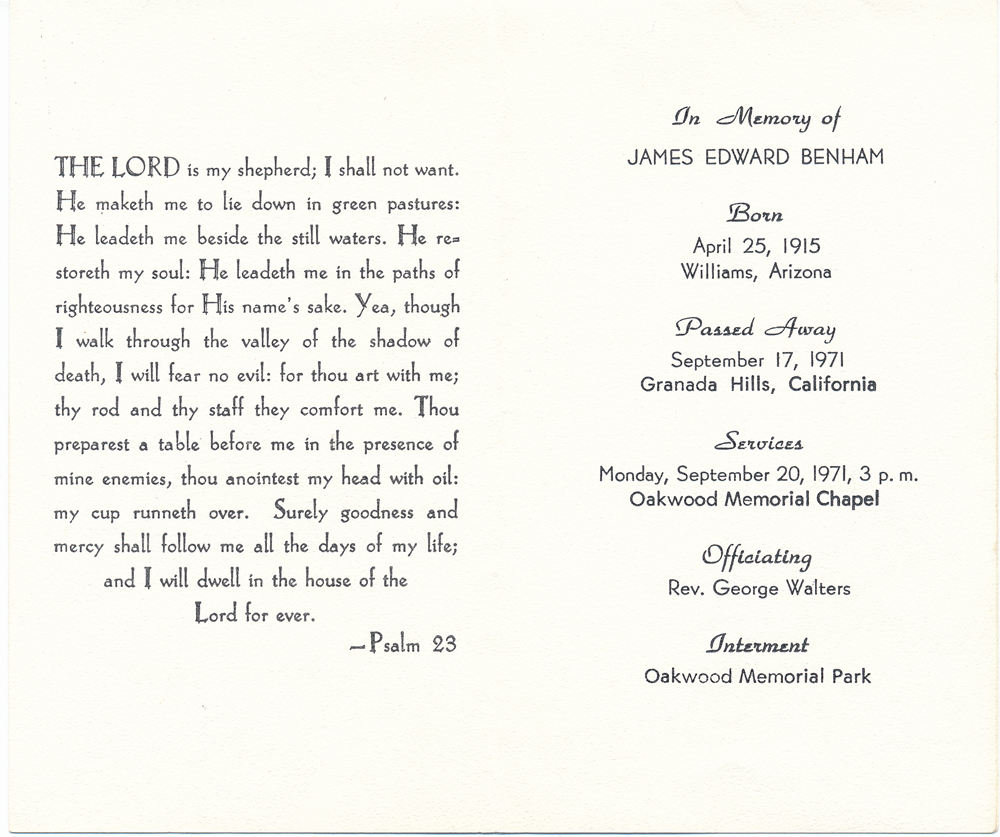 THE LORD is my shepherd; I shall not want.
He maketh me to lie down in green pastures:
He leadeth me beside the still waters. He re=
storeth my soul: He leadeth me in the paths of
righteousness for His name's sake. Yea, though
I walk through the valley of the shadow of
death, I will fear no evil: for thou art with me;
thy rod and thy staff they comfort me. Thou
preparest a table before me in the presence of
mine enemies, thou anointest my head with oil:
my cup runneth over. Surely goodness and
mercy shall follow me all the days of my life;
and I will dwell in the house of the
Lord for ever.
—Psalm 23
In Memory of
JAMES EDWARD BENHAM
Born
April 25, 1915
Williams, Arizona
Passed Away
September 17, 1971
Granada Hills, California
Services
Monday, September 20, 1971, 3 p. m.
Oakwood Memorial Chapel
Officiating
Rev. George Walters
Interment
Oakwood Memorial Park